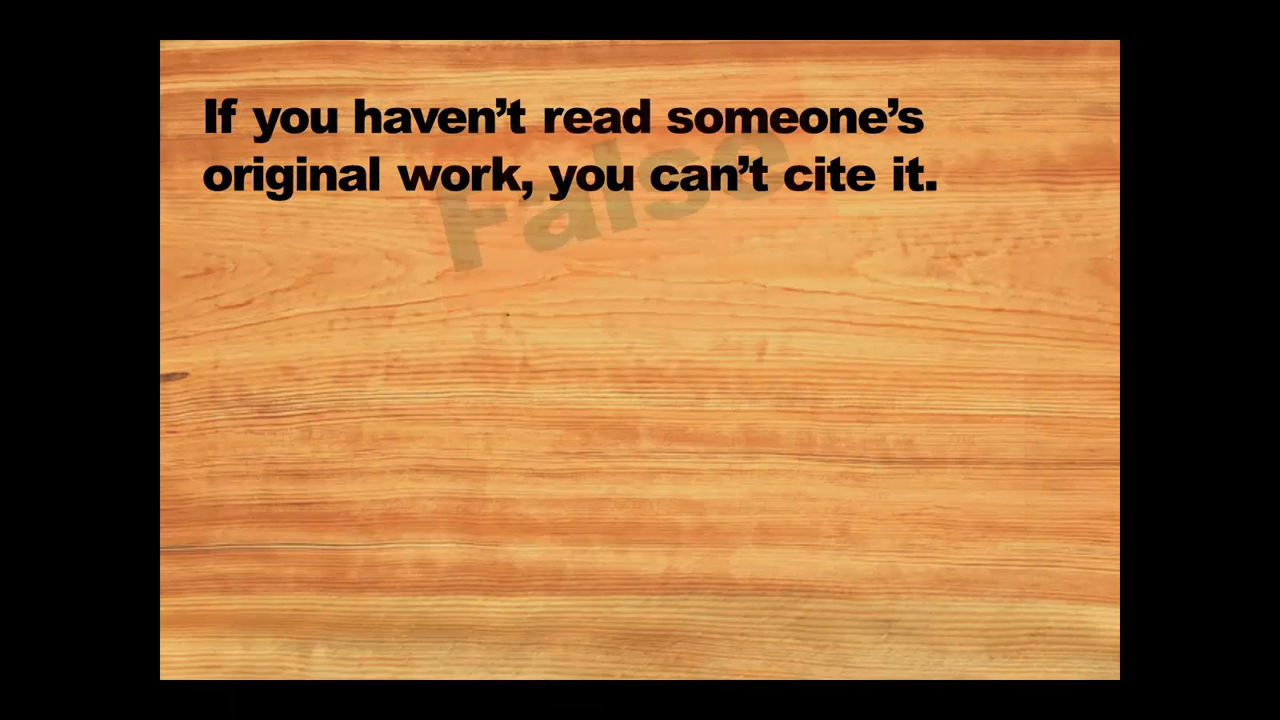 If you haven’t read someone’s
original work, you can’t cite it.
False